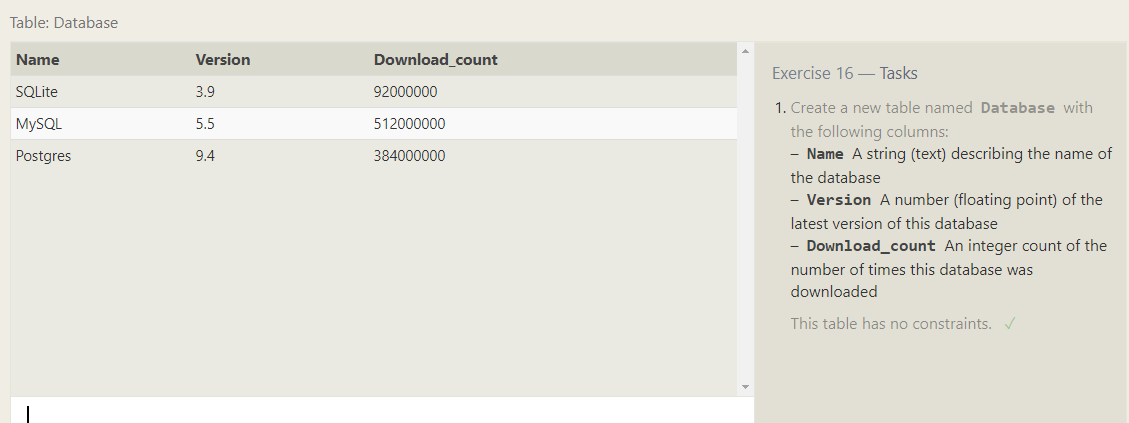 Table: Database
Name Version Download_count
SQLite 3.9 92000000
MySQL 5.5 512000000
Postgres 9.4 384000000
Exercise 16 — Tasks
1. Create a new table named Database with
the following columns:
– Name A string (text) describing the name of
the database
– Version A number (floating point) of the
latest version of this database
– Download_count An integer count of the
number of times this database was
downloaded
This table has no constraints. ✓